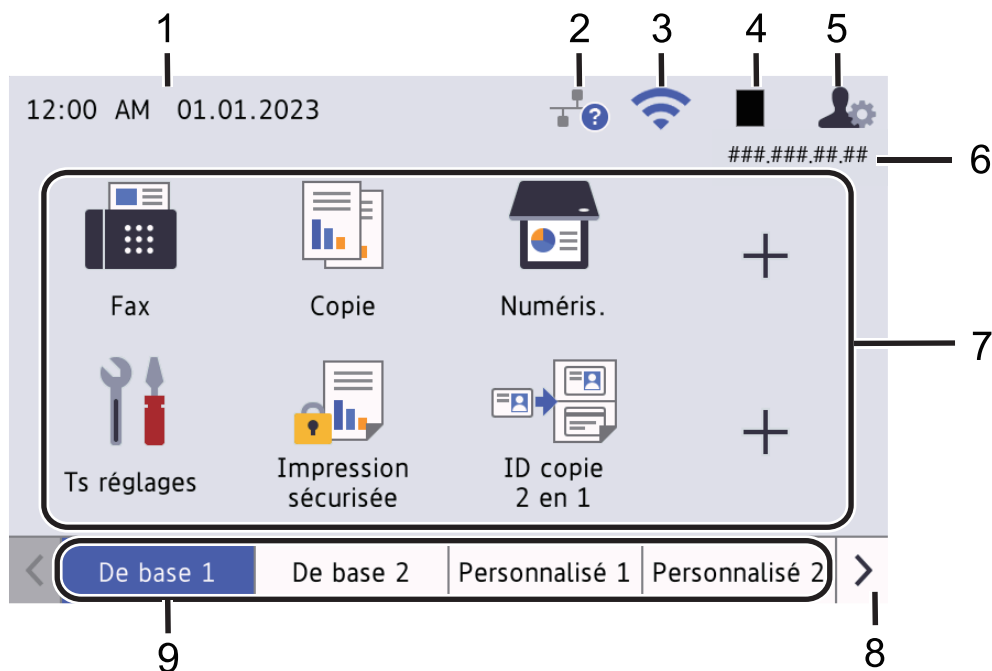 1 2 3 4 5
12:00 AM 01.01.2023
?
###.###.##.## 6
Fax Copie Numéris. +
7
Ts réglages Impression sécurisée ID copie 2 en 1 +
< De base 1 De base 2 Personnalisé 1 Personnalisé 2 >
9 8